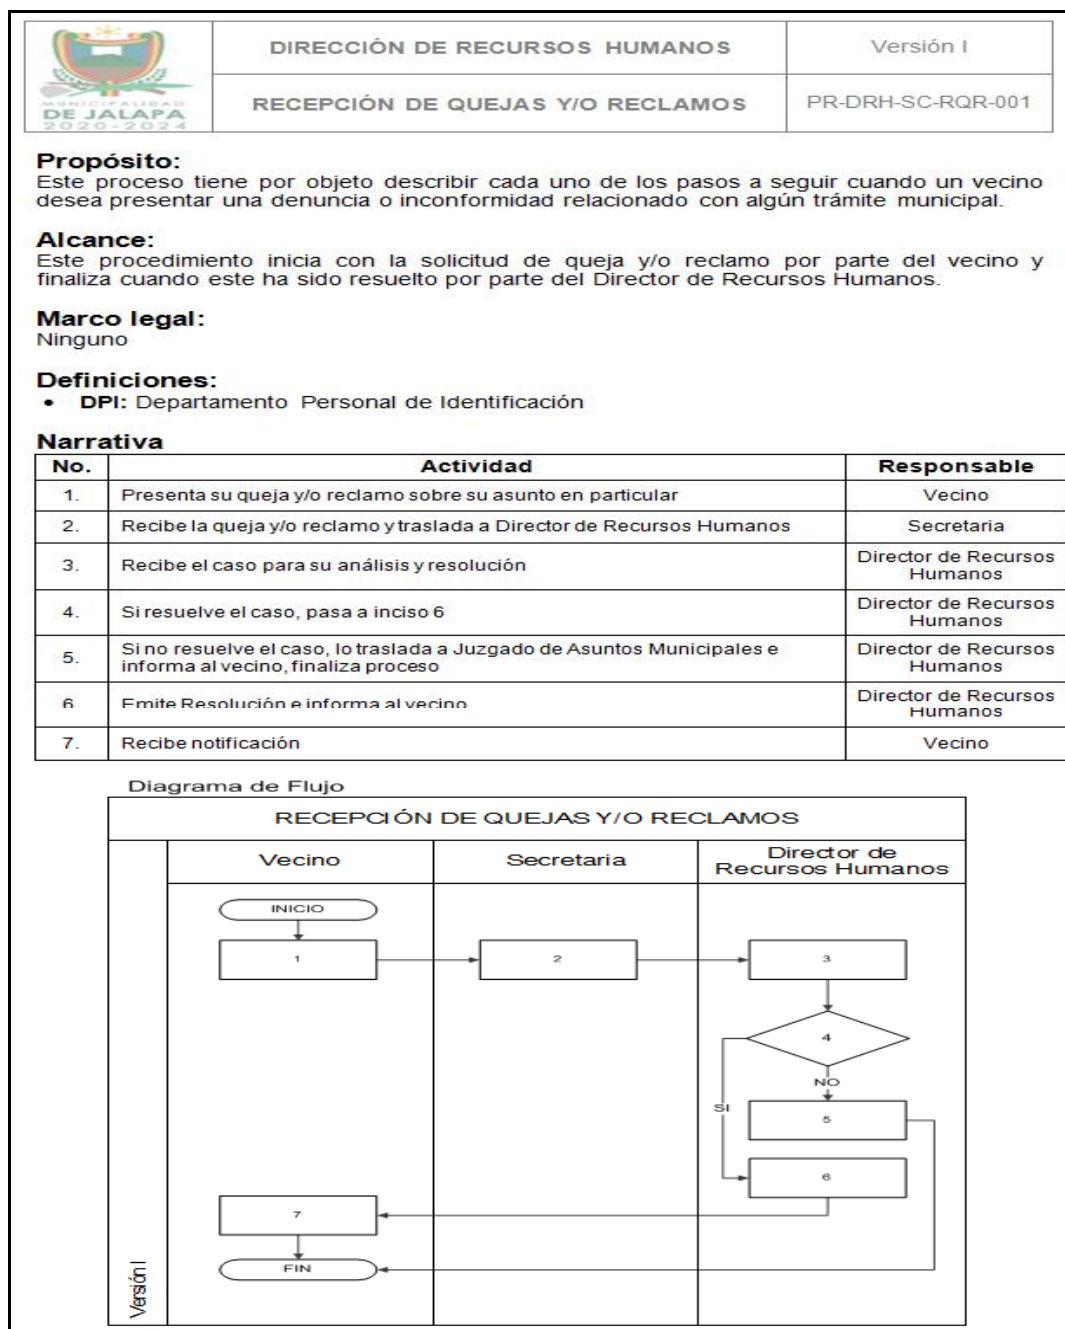 MUNICIPALIDAD
DE JALAPA
2020-2024
DIRECCIÓN DE RECURSOS HUMANOS
Versión I
RECEPCIÓN DE QUEJAS Y/O RECLAMOS
PR-DRH-SC-RQR-001
Propósito:
Este proceso tiene por objeto describir cada uno de los pasos a seguir cuando un vecino
desea presentar una denuncia o inconformidad relacionado con algún trámite municipal.
Alcance:
Este procedimiento inicia con la solicitud de queja y/o reclamo por parte del vecino y
finaliza cuando este ha sido resuelto por parte del Director de Recursos Humanos.
Marco legal:
Ninguno
Definiciones:
• DPI: Departamento Personal de Identificación
Narrativa
No. Actividad Responsable
1. Presenta su queja y/o reclamo sobre su asunto en particular Vecino
2. Recibe la queja y/o reclamo y traslada a Director de Recursos Humanos Secretaria
3. Recibe el caso para su análisis y resolución Director de Recursos
Humanos
4. Si resuelve el caso, pasa a inciso 6 Director de Recursos
Humanos
5. Si no resuelve el caso, lo traslada a Juzgado de Asuntos Municipales e
informa al vecino, finaliza proceso Director de Recursos
Humanos
6 Emite Resolución e informa al vecino Director de Recursos
Humanos
7. Recibe notificación Vecino
Diagrama de Flujo
RECEPCIÓN DE QUEJAS Y/O RECLAMOS
Vecino
Secretaria
Director de
Recursos Humanos
INICIO
1
2
3
4
NO
SI
5
6
7
FIN
Versión I